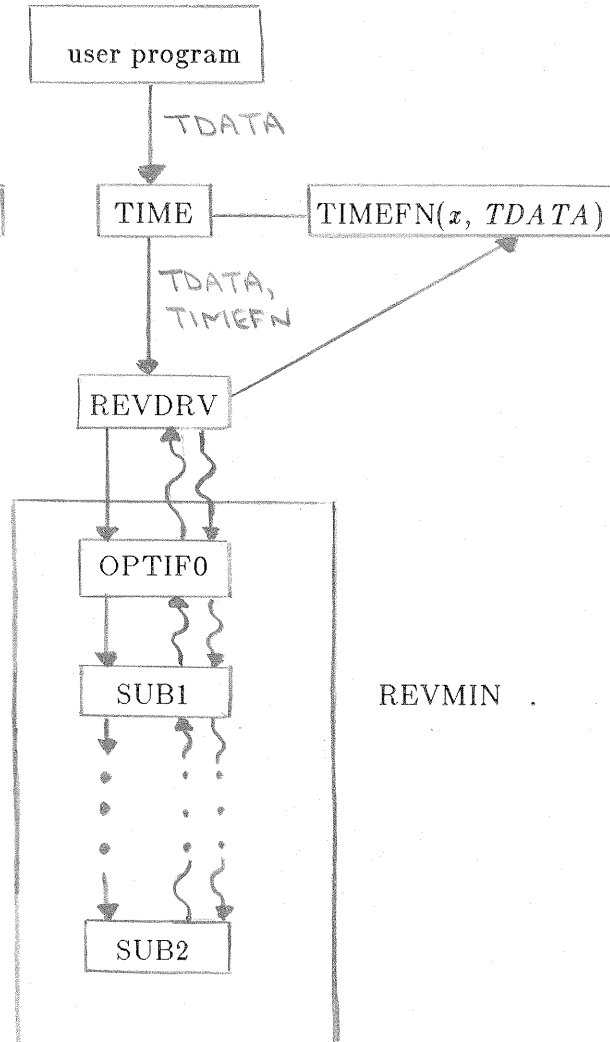 user program
TDATA
TIME
TIMEFN(x, TDATA)
TDATA,
TIMEFN
REVDRV
OPTIF0
SUB1
REVMIN .
SUB2